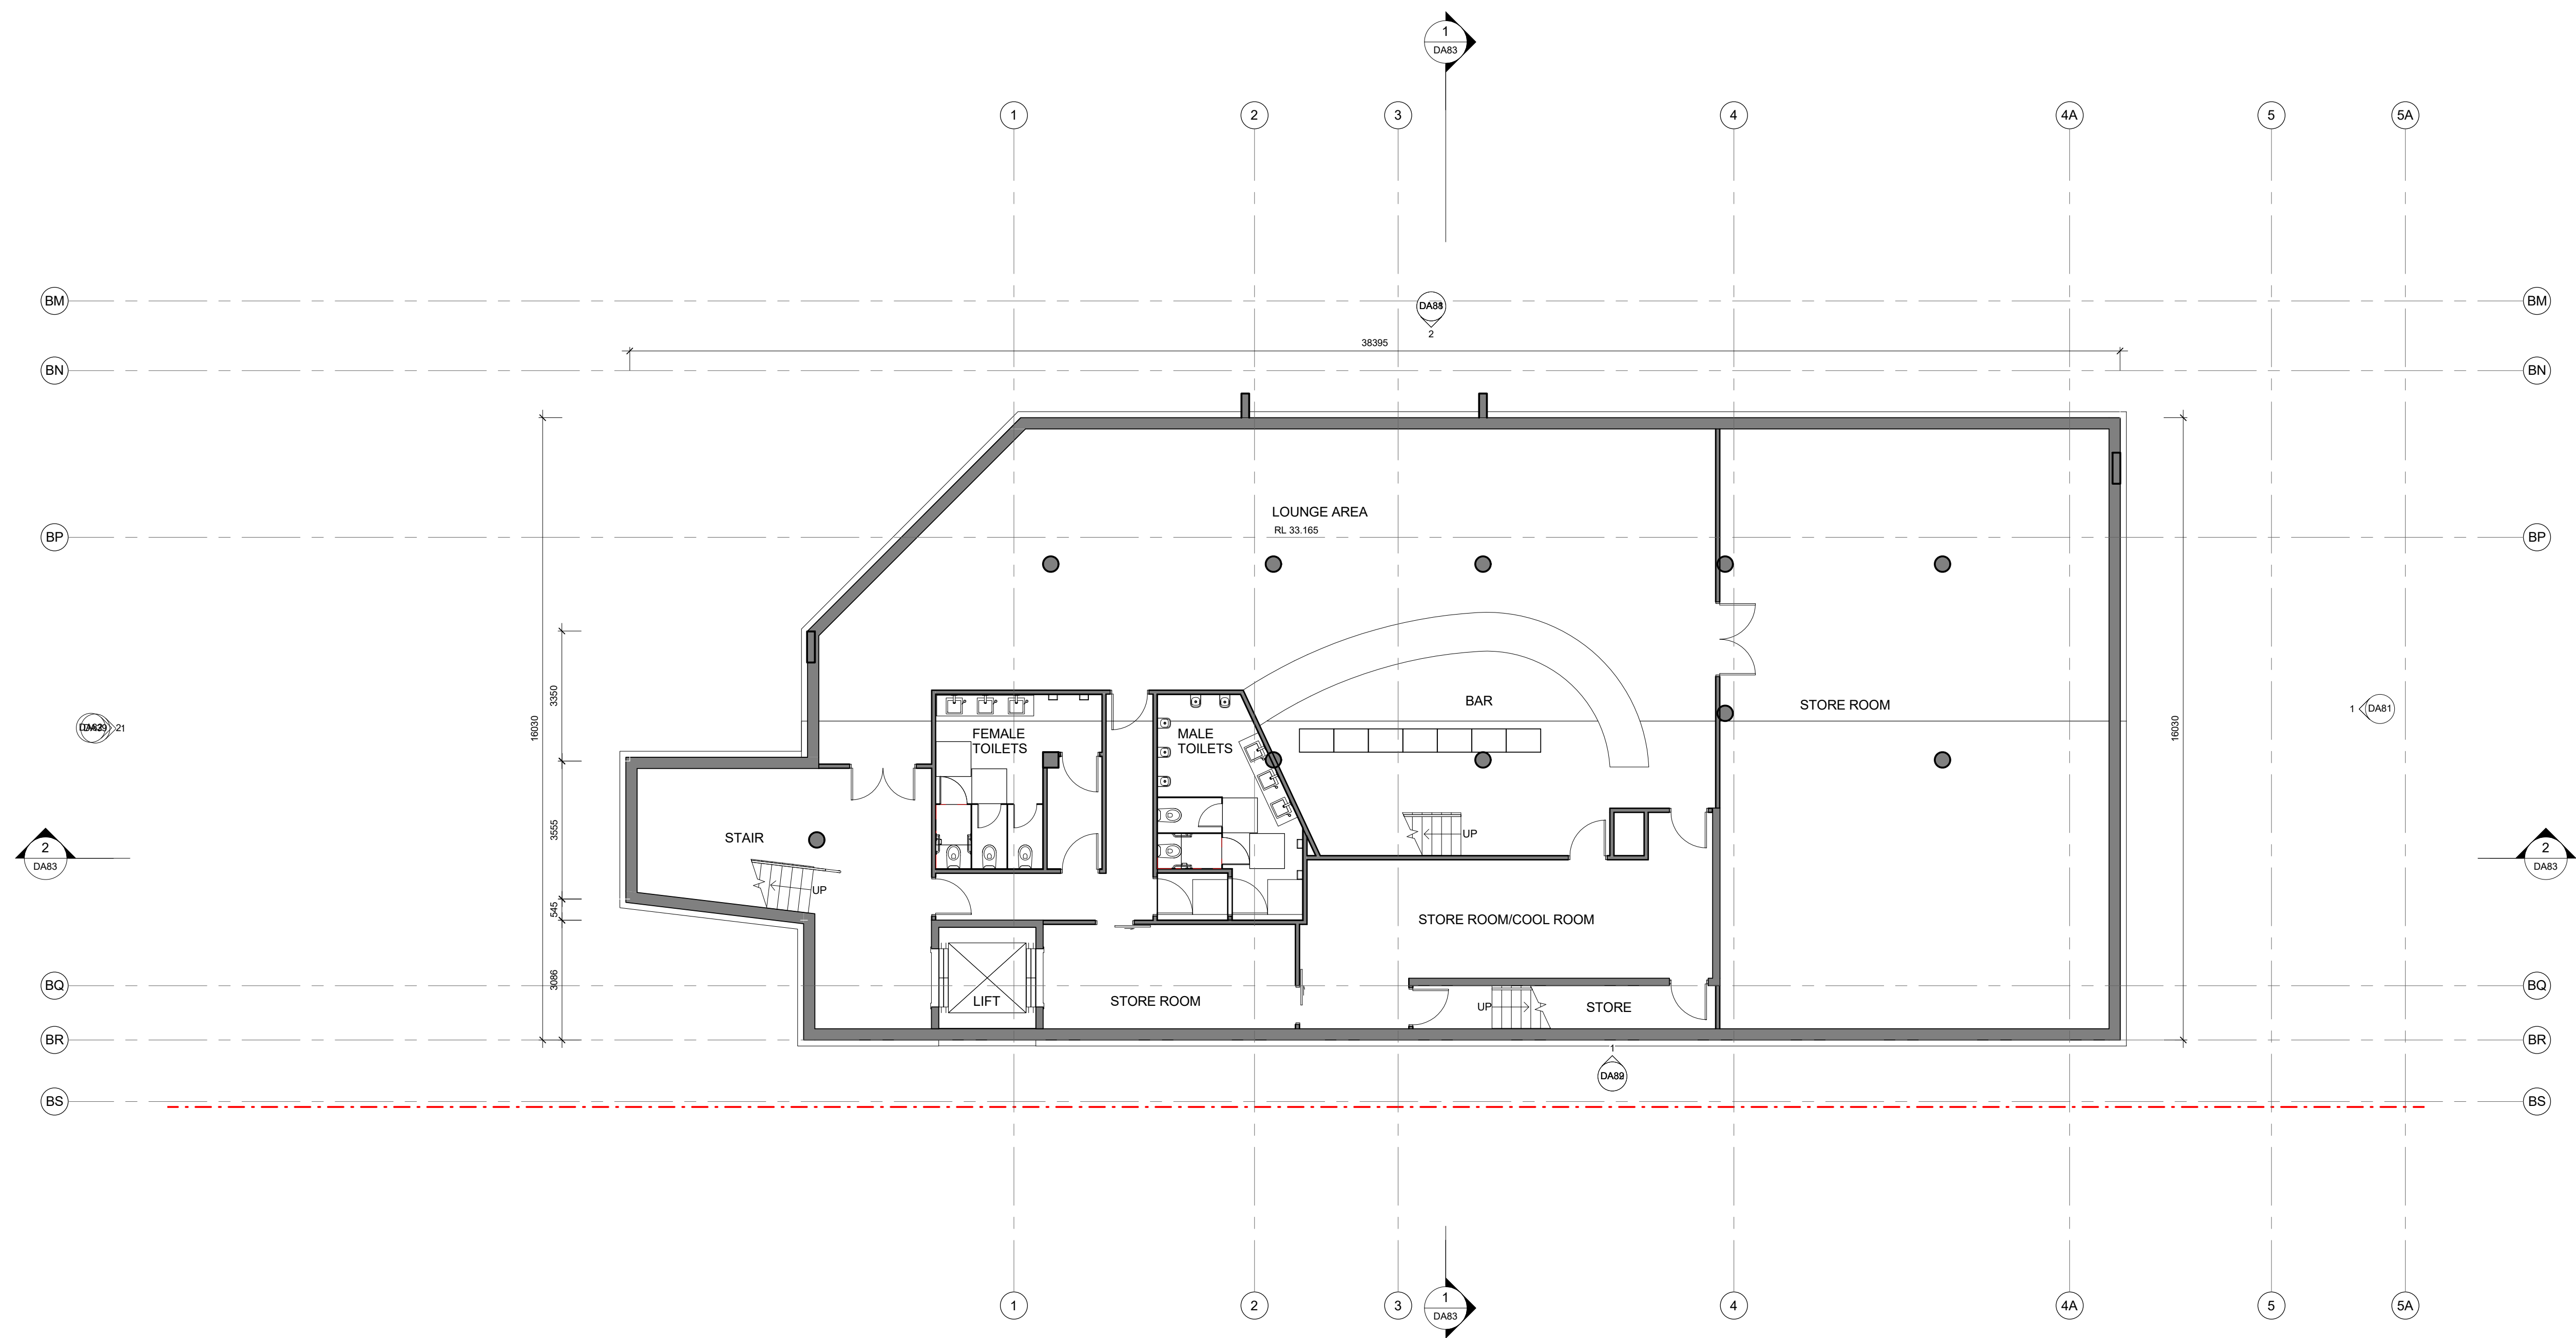 1
DA83
1
2
3
4
4A
5
5A
BM
BM
2
38395
BN
BN
LOUNGE AREA
RL 33.165
BP
BP
3350
16030
BAR
STORE ROOM
1
DA81
21
FEMALE
TOILETS
MALE
TOILETS
16030
3555
STAIR
UP
UP
2
DA83
2
DA83
545
STORE ROOM/COOL ROOM
3086
BQ
BQ
LIFT
STORE ROOM
UP
STORE
BR
BR
1
BS
BS
1
2
3
1
DA83
4
4A
5
5A